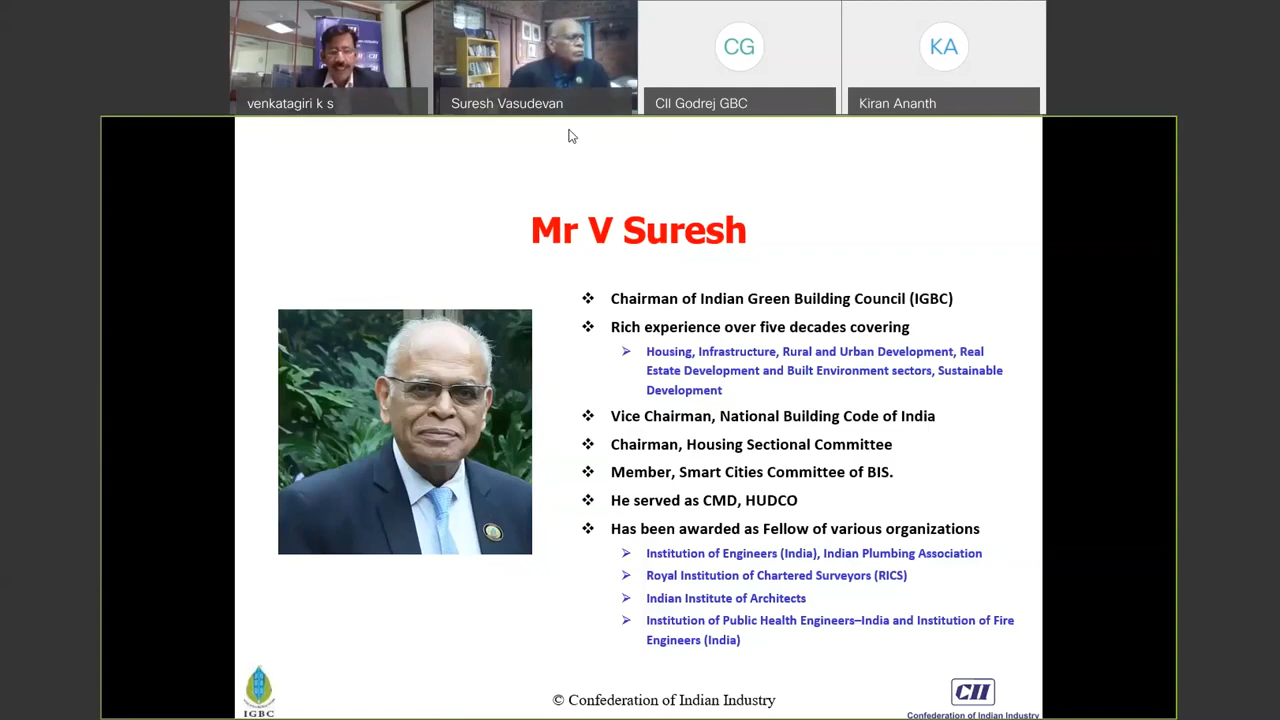 CII
venkatagiri k s
Suresh Vasudevan
CG
CII Godrej GBC
KA
Kiran Ananth
Mr V Suresh
❖ Chairman of Indian Green Building Council (IGBC)
❖ Rich experience over five decades covering
➢ Housing, Infrastructure, Rural and Urban Development, Real
Estate Development and Built Environment sectors, Sustainable
Development
❖ Vice Chairman, National Building Code of India
❖ Chairman, Housing Sectional Committee
❖ Member, Smart Cities Committee of BIS.
❖ He served as CMD, HUDCO
❖ Has been awarded as Fellow of various organizations
➢ Institution of Engineers (India), Indian Plumbing Association
➢ Royal Institution of Chartered Surveyors (RICS)
➢ Indian Institute of Architects
➢ Institution of Public Health Engineers–India and Institution of Fire
Engineers (India)
IGBC
© Confederation of Indian Industry
CII
Confederation of Indian Industry